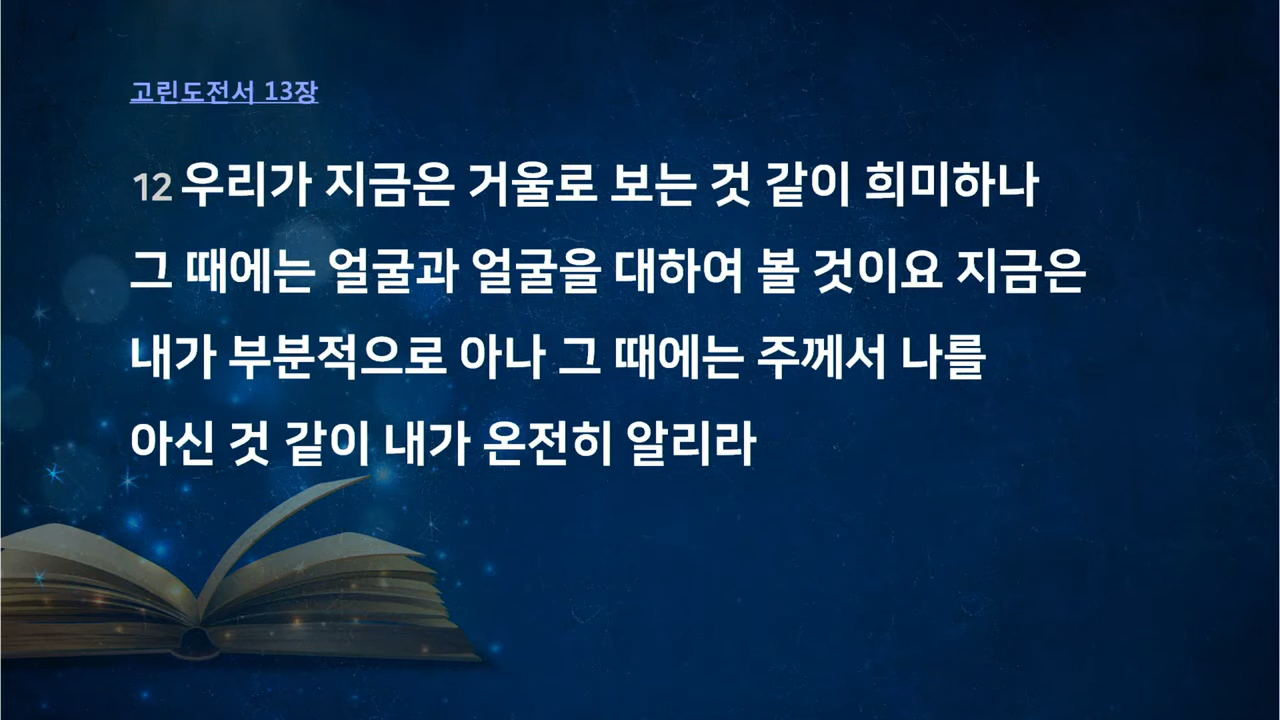 고린도전서 13장
12 우리가 지금은 거울로 보는 것 같이 희미하나
그 때에는 얼굴과 얼굴을 대하여 볼 것이요 지금은
내가 부분적으로 아나 그 때에는 주께서 나를
아신 것 같이 내가 온전히 알리라